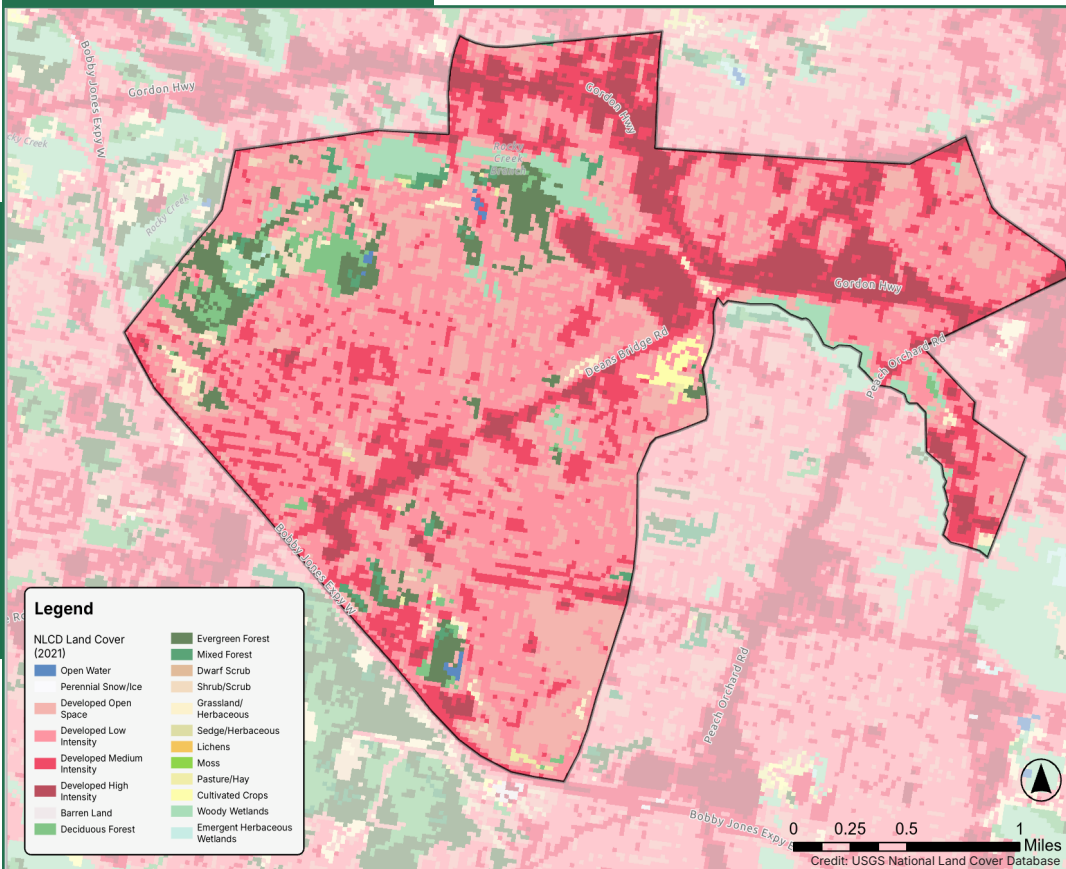 Bobby Jones Expy W
Gordon Hwy
Gordon Hwy
Rocky
Creek
Rocky Creek
Gordon Hwy
Deans Bridge Rd
Peach Orchard Rd
Bobby Jones Expy W
Peach Orchard Rd
Legend
NLCD Land Cover
(2021)
Open Water
Perennial Snow/Ice
Developed Open
Space
Developed Low
Intensity
Developed Medium
Intensity
Developed High
Intensity
Barren Land
Deciduous Forest
Evergreen Forest
Mixed Forest
Dwarf Scrub
Shrub/Scrub
Grassland/
Herbaceous
Sedge/Herbaceous
Lichens
Moss
Pasture/Hay
Cultivated Crops
Woody Wetlands
Emergent Herbaceous
Wetlands
Bobby Jones Expy E
0 0.25 0.5 1
Miles
Credit: USGS National Land Cover Database